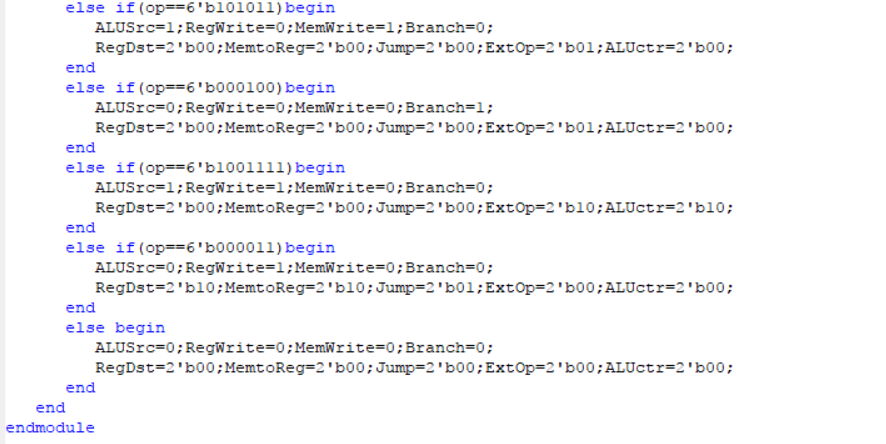 else if(op==6'b101011)begin
ALUSrc=1;RegWrite=0;MemWrite=1;Branch=0;
RegDst=2'b00;MemtoReg=2'b00;Jump=2'b00;ExtOp=2'b01;ALUctr=2'b00;
end
else if(op==6'b000100)begin
ALUSrc=0;RegWrite=0;MemWrite=0;Branch=1;
RegDst=2'b00;MemtoReg=2'b00;Jump=2'b00;ExtOp=2'b01;ALUctr=2'b00;
end
else if(op==6'b1001111)begin
ALUSrc=1;RegWrite=1;MemWrite=0;Branch=0;
RegDst=2'b00;MemtoReg=2'b00;Jump=2'b00;ExtOp=2'b10;ALUctr=2'b10;
end
else if(op==6'b000011)begin
ALUSrc=0;RegWrite=1;MemWrite=0;Branch=0;
RegDst=2'b10;MemtoReg=2'b10;Jump=2'b01;ExtOp=2'b00;ALUctr=2'b00;
end
else begin
ALUSrc=0;RegWrite=0;MemWrite=0;Branch=0;
RegDst=2'b00;MemtoReg=2'b00;Jump=2'b00;ExtOp=2'b00;ALUctr=2'b00;
end
end
endmodule